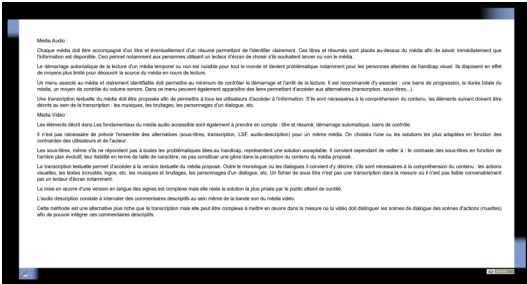 Média Audio :
Chaque média doit être accompagné d'un titre et éventuellement d'un résumé permettant de l'identifier clairement. Ces titres et résumés sont placés au-dessus du média afin de savoir immédiatement que
l'information est disponible. Ceci permet notamment aux personnes utilisant un lecteur d'écran de choisir s'ils souhaitent lancer ou non le média.
Le démarrage automatique de la lecture d'un média temporel ou non est nuisible pour tout le monde et devient problématique notamment pour les personnes atteintes de handicap visuel. Ils disposent en effet
de moyens plus limité pour découvrir la source du média en cours de lecture.
Un menu associé au média et clairement identifiable doit permettre au minimum de contrôler le démarrage et l'arrêt de la lecture. Il est recommandé d'y associer : une barre de progression, la durée totale du
média, un moyen de contrôle du volume sonore. Dans ce menu peuvent également apparaître des liens permettant d'accéder aux alternatives (transcription, sous-titres...).
Une transcription textuelle du média doit être proposée afin de permettre à tous les utilisateurs d'accéder à l'information. S'ils sont nécessaires à la compréhension du contenu, les éléments suivant doivent être
décrits au sein de la transcription : les musiques, les bruitages, les personnages d'un dialogue, etc.
Média Vidéo :
Les éléments décrit dans Les fondamentaux du média audio accessible sont également à prendre en compte : titre et résumé, démarrage automatique, barre de contrôle.
Il n'est pas nécessaire de prévoir l'ensemble des alternatives (sous-titres, transcription, LSF, audio-description) pour un même média. On choisira l'une ou les solutions les plus adaptées en fonction des
contraintes des utilisateurs et de l'auteur.
Les sous-titres, même s'ils ne répondent pas à toutes les problématiques liées au handicap, représentent une solution acceptable. Il convient cependant de veiller à : le contraste des sous-titres en fonction de
l'arrière plan évolutif, leur lisibilité en terme de taille de caractère, ne pas constituer une gêne dans la perception du contenu du média proposé.
La transcription textuelle permet d'accéder à la version textuelle du média proposé. Outre le monologue ou les dialogues il convient d'y décrire, s'ils sont nécessaires à la compréhension du contenu : les actions
visuelles, les textes incrustés, logos, etc, les musiques et bruitages, les personnages d'un dialogue, etc. Un fichier de sous titres n'est pas une transcription dans la mesure où il n'est pas lisible convenablement
par un lecteur d'écran notamment.
La mise en œuvre d'une version en langue des signes est complexe mais elle reste la solution la plus prisée par le public atteint de surdité.
L'audio description consiste à intercaler des commentaires descriptifs au sein même de la bande son du média vidéo.
Cette méthode est une alternative plus riche que la transcription mais elle peut être complexe à mettre en œuvre dans la mesure où la vidéo doit distinguer les scènes de dialogue des scènes d'actions (muettes)
afin de pouvoir intégrer ces commentaires descriptifs.